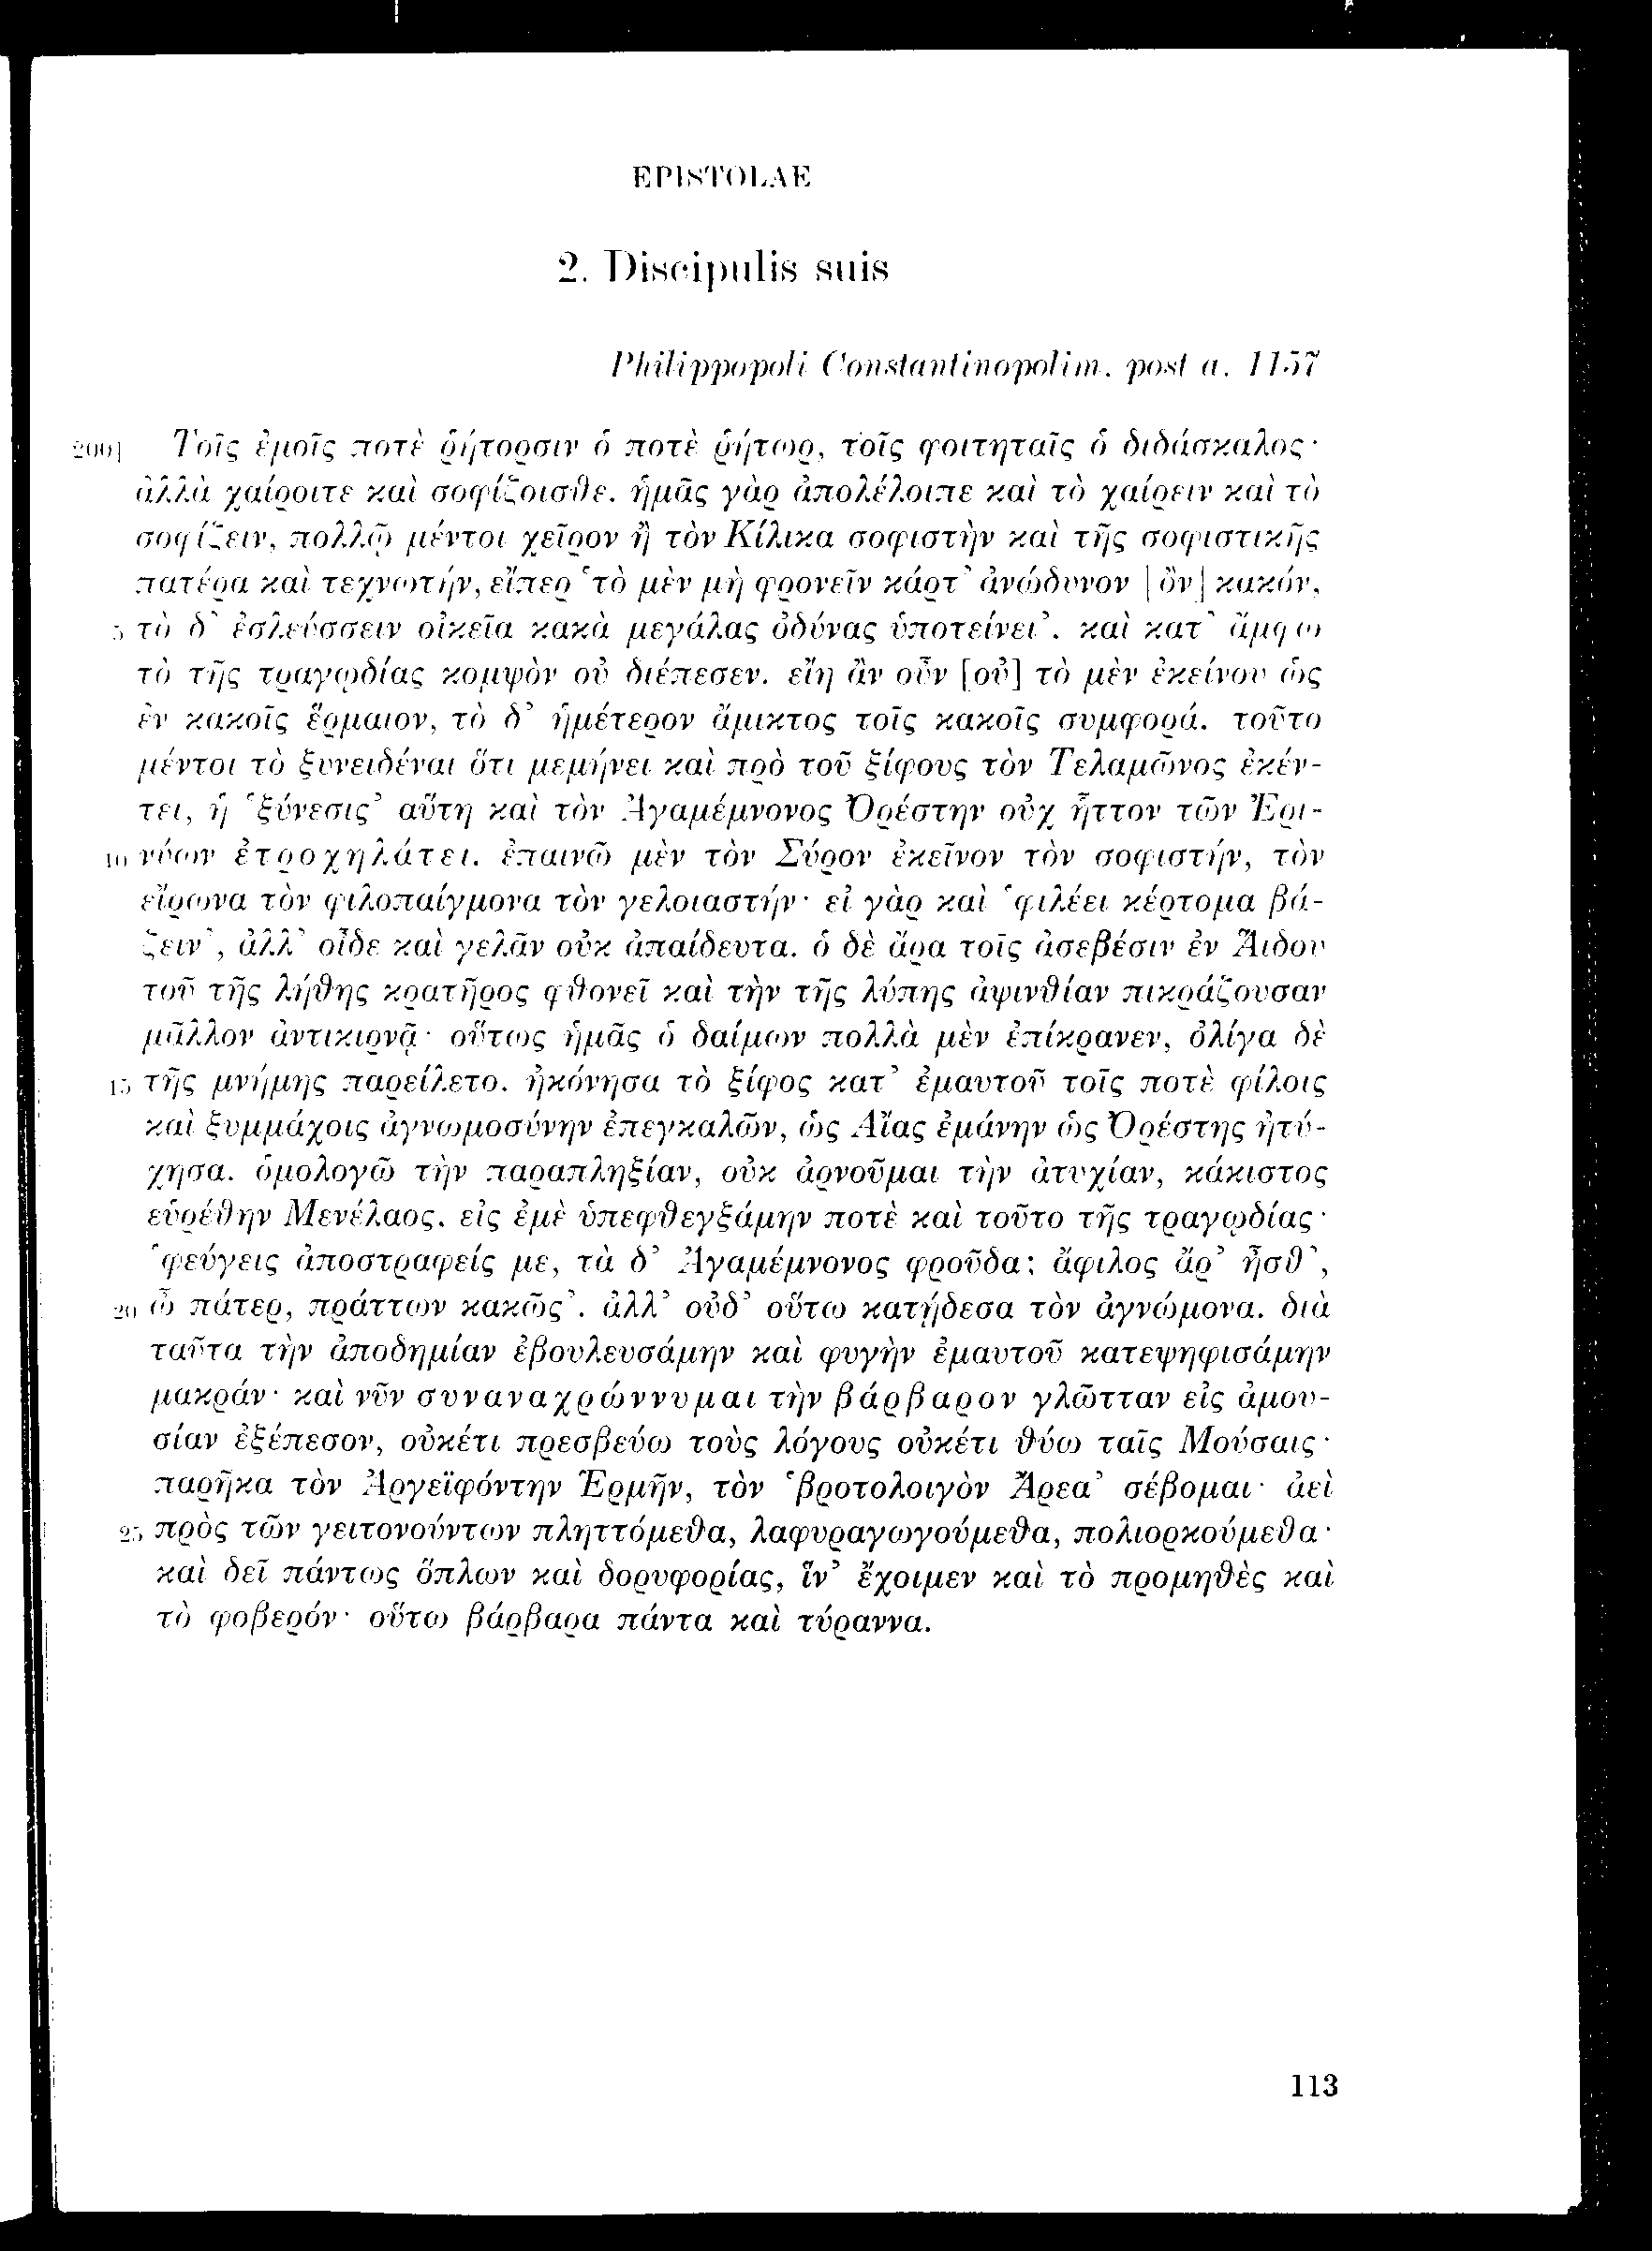 EPISTOLAE
2. Discipulis suis
Philippopoli Constantinopolim. post a. 1157
200] Τοῖς ἐμοῖς ποτὲ ῥήτορσιν ὁ ποτὲ ῥήτωρ, τοῖς φοιτηταῖς ὁ διδάσκαλος·
ἀλλὰ χαίροιτε καὶ σοφίζοισθε. ἡμᾶς γὰρ ἀπολέλοιπε καὶ τὸ χαίρειν καὶ τὸ
σοφίζειν, πολλῷ μέντοι χεῖρον ἢ τὸν Κίλικα σοφιστὴν καὶ τῆς σοφιστικῆς
πατέρα καὶ τεχνωτήν, εἴπερ ῾τὸ μὲν μὴ φρονεῖν κάρτ᾽ ἀνώδυνον [ὂν] κακόν,
5 τὸ δ᾽ ἐσλεύσσειν οἰκεῖα κακὰ μεγάλας ὀδύνας ὑποτείνει᾽. καὶ κατ᾽ ἄμφω
τὸ τῆς τραγῳδίας κομψὸν οὐ διέπεσεν. εἴη ἂν οὖν [οὐ] τὸ μὲν ἐκείνου ὡς
ἐν κακοῖς ἕρμαιον, τὸ δ᾽ ἡμέτερον ἄμικτος τοῖς κακοῖς συμφορά. τοῦτο
μέντοι τὸ ξυνειδέναι ὅτι μεμήνει καὶ πρὸ τοῦ ξίφους τὸν Τελαμῶνος ἐκέν-
τει, ἡ ῾ξύνεσις᾽ αὕτη καὶ τὸν Ἀγαμέμνονος Ὀρέστην οὐχ ἧττον τῶν Ἐρι-
10 νύων ἐτροχηλάτει. ἐπαινῶ μὲν τὸν Σύρον ἐκεῖνον τὸν σοφιστήν, τὸν
εἴρωνα τὸν φιλοπαίγμονα τὸν γελοιαστήν· εἰ γὰρ καὶ ῾φιλέει κέρτομα βά-
ζειν᾽, ἀλλ᾽ οἶδε καὶ γελᾶν οὐκ ἀπαίδευτα. ὁ δὲ ἄρα τοῖς ἀσεβέσιν ἐν Ἅιδου
τοῦ τῆς λήθης κρατῆρος φθονεῖ καὶ τὴν τῆς λύπης ἀψινθίαν πικράζουσαν
μᾶλλον ἀντικιρνᾷ· οὕτως ἡμᾶς ὁ δαίμων πολλὰ μὲν ἐπίκρανεν, ὀλίγα δὲ
15 τῆς μνήμης παρείλετο. ἠκόνησα τὸ ξίφος κατ᾽ ἐμαυτοῦ τοῖς ποτὲ φίλοις
καὶ ξυμμάχοις ἀγνωμοσύνην ἐπεγκαλῶν, ὡς Αἴας ἐμάνην ὡς Ὀρέστης ἠτύ-
χησα. ὁμολογῶ τὴν παραπληξίαν, οὐκ ἀρνοῦμαι τὴν ἀτυχίαν, κάκιστος
εὑρέθην Μενέλαος. εἰς ἐμὲ ὑπεφθεγξάμην ποτὲ καὶ τοῦτο τῆς τραγῳδίας·
῾φεύγεις ἀποστραφείς με, τὰ δ᾽ Ἀγαμέμνονος φροῦδα; ἄφιλος ἄρ᾽ ἦσθ᾽,
20 ὦ πάτερ, πράττων κακῶς᾽. ἀλλ᾽ οὐδ᾽ οὕτω κατῄδεσα τὸν ἀγνώμονα. διὰ
ταῦτα τὴν ἀποδημίαν ἐβουλευσάμην καὶ φυγὴν ἐμαυτοῦ κατεψηφισάμην
μακράν· καὶ νῦν συναναχρώννυμαι τὴν βάρβαρον γλῶτταν εἰς ἀμου-
σίαν ἐξέπεσον, οὐκέτι πρεσβεύω τοὺς λόγους οὐκέτι θύω ταῖς Μούσαις·
παρῆκα τὸν Ἀργεϊφόντην Ἑρμῆν, τὸν ῾βροτολοιγὸν Ἄρεα᾽ σέβομαι· ἀεὶ
25 πρὸς τῶν γειτονούντων πληττόμεθα, λαφυραγωγούμεθα, πολιορκούμεθα·
καὶ δεῖ πάντως ὅπλων καὶ δορυφορίας, ἵν᾽ ἔχοιμεν καὶ τὸ προμηθὲς καὶ
τὸ φοβερόν· οὕτω βάρβαρα πάντα καὶ τύραννα.
113